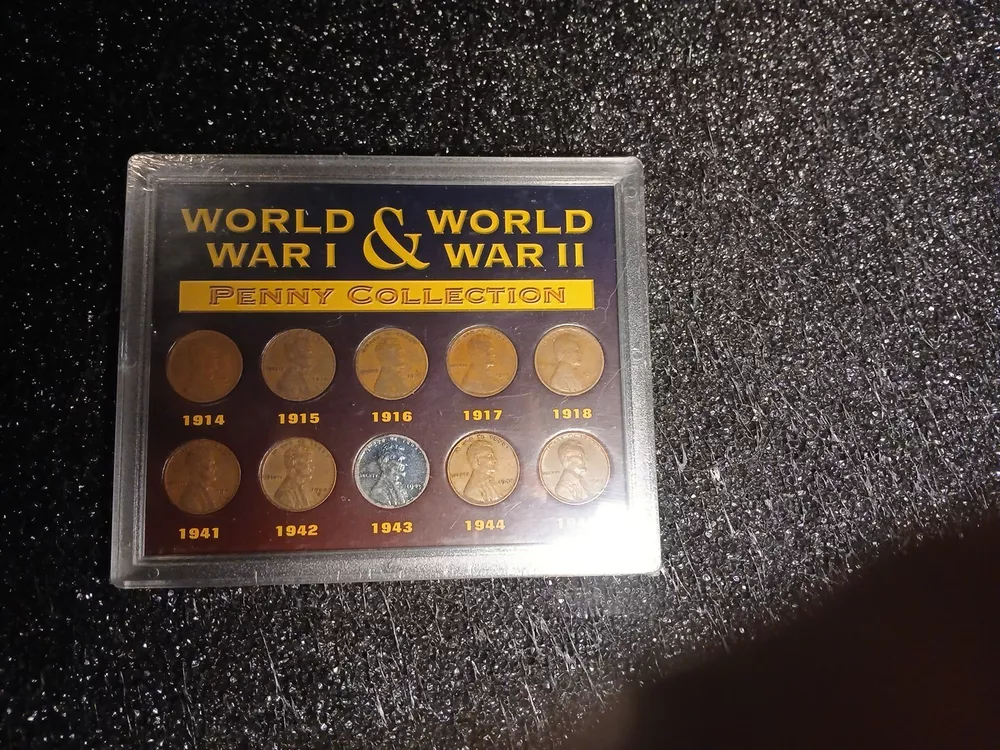 WORLD & WORLD
WAR I WAR II
PENNY COLLECTION
1914 1915 1916 1917 1918
1941 1942 1943 1944